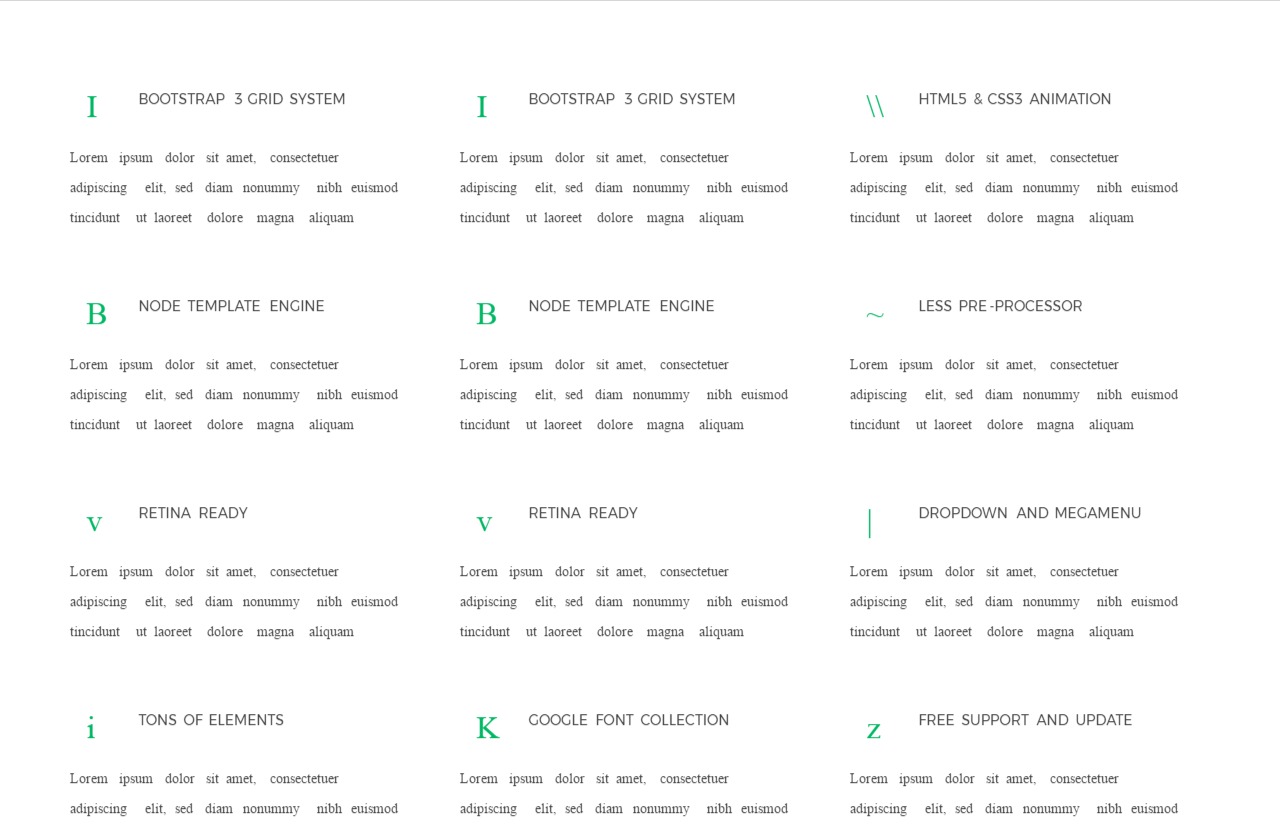 I BOOTSTRAP 3 GRID SYSTEM
Lorem ipsum dolor sit amet, consectetuer
adipiscing elit, sed diam nonummy nibh euismod
tincidunt ut laoreet dolore magna aliquam
I BOOTSTRAP 3 GRID SYSTEM
Lorem ipsum dolor sit amet, consectetuer
adipiscing elit, sed diam nonummy nibh euismod
tincidunt ut laoreet dolore magna aliquam
\\ HTML5 & CSS3 ANIMATION
Lorem ipsum dolor sit amet, consectetuer
adipiscing elit, sed diam nonummy nibh euismod
tincidunt ut laoreet dolore magna aliquam
B NODE TEMPLATE ENGINE
Lorem ipsum dolor sit amet, consectetuer
adipiscing elit, sed diam nonummy nibh euismod
tincidunt ut laoreet dolore magna aliquam
B NODE TEMPLATE ENGINE
Lorem ipsum dolor sit amet, consectetuer
adipiscing elit, sed diam nonummy nibh euismod
tincidunt ut laoreet dolore magna aliquam
~ LESS PRE-PROCESSOR
Lorem ipsum dolor sit amet, consectetuer
adipiscing elit, sed diam nonummy nibh euismod
tincidunt ut laoreet dolore magna aliquam
v RETINA READY
Lorem ipsum dolor sit amet, consectetuer
adipiscing elit, sed diam nonummy nibh euismod
tincidunt ut laoreet dolore magna aliquam
v RETINA READY
Lorem ipsum dolor sit amet, consectetuer
adipiscing elit, sed diam nonummy nibh euismod
tincidunt ut laoreet dolore magna aliquam
| DROPDOWN AND MEGAMENU
Lorem ipsum dolor sit amet, consectetuer
adipiscing elit, sed diam nonummy nibh euismod
tincidunt ut laoreet dolore magna aliquam
i TONS OF ELEMENTS
Lorem ipsum dolor sit amet, consectetuer
adipiscing elit, sed diam nonummy nibh euismod
K GOOGLE FONT COLLECTION
Lorem ipsum dolor sit amet, consectetuer
adipiscing elit, sed diam nonummy nibh euismod
z FREE SUPPORT AND UPDATE
Lorem ipsum dolor sit amet, consectetuer
adipiscing elit, sed diam nonummy nibh euismod